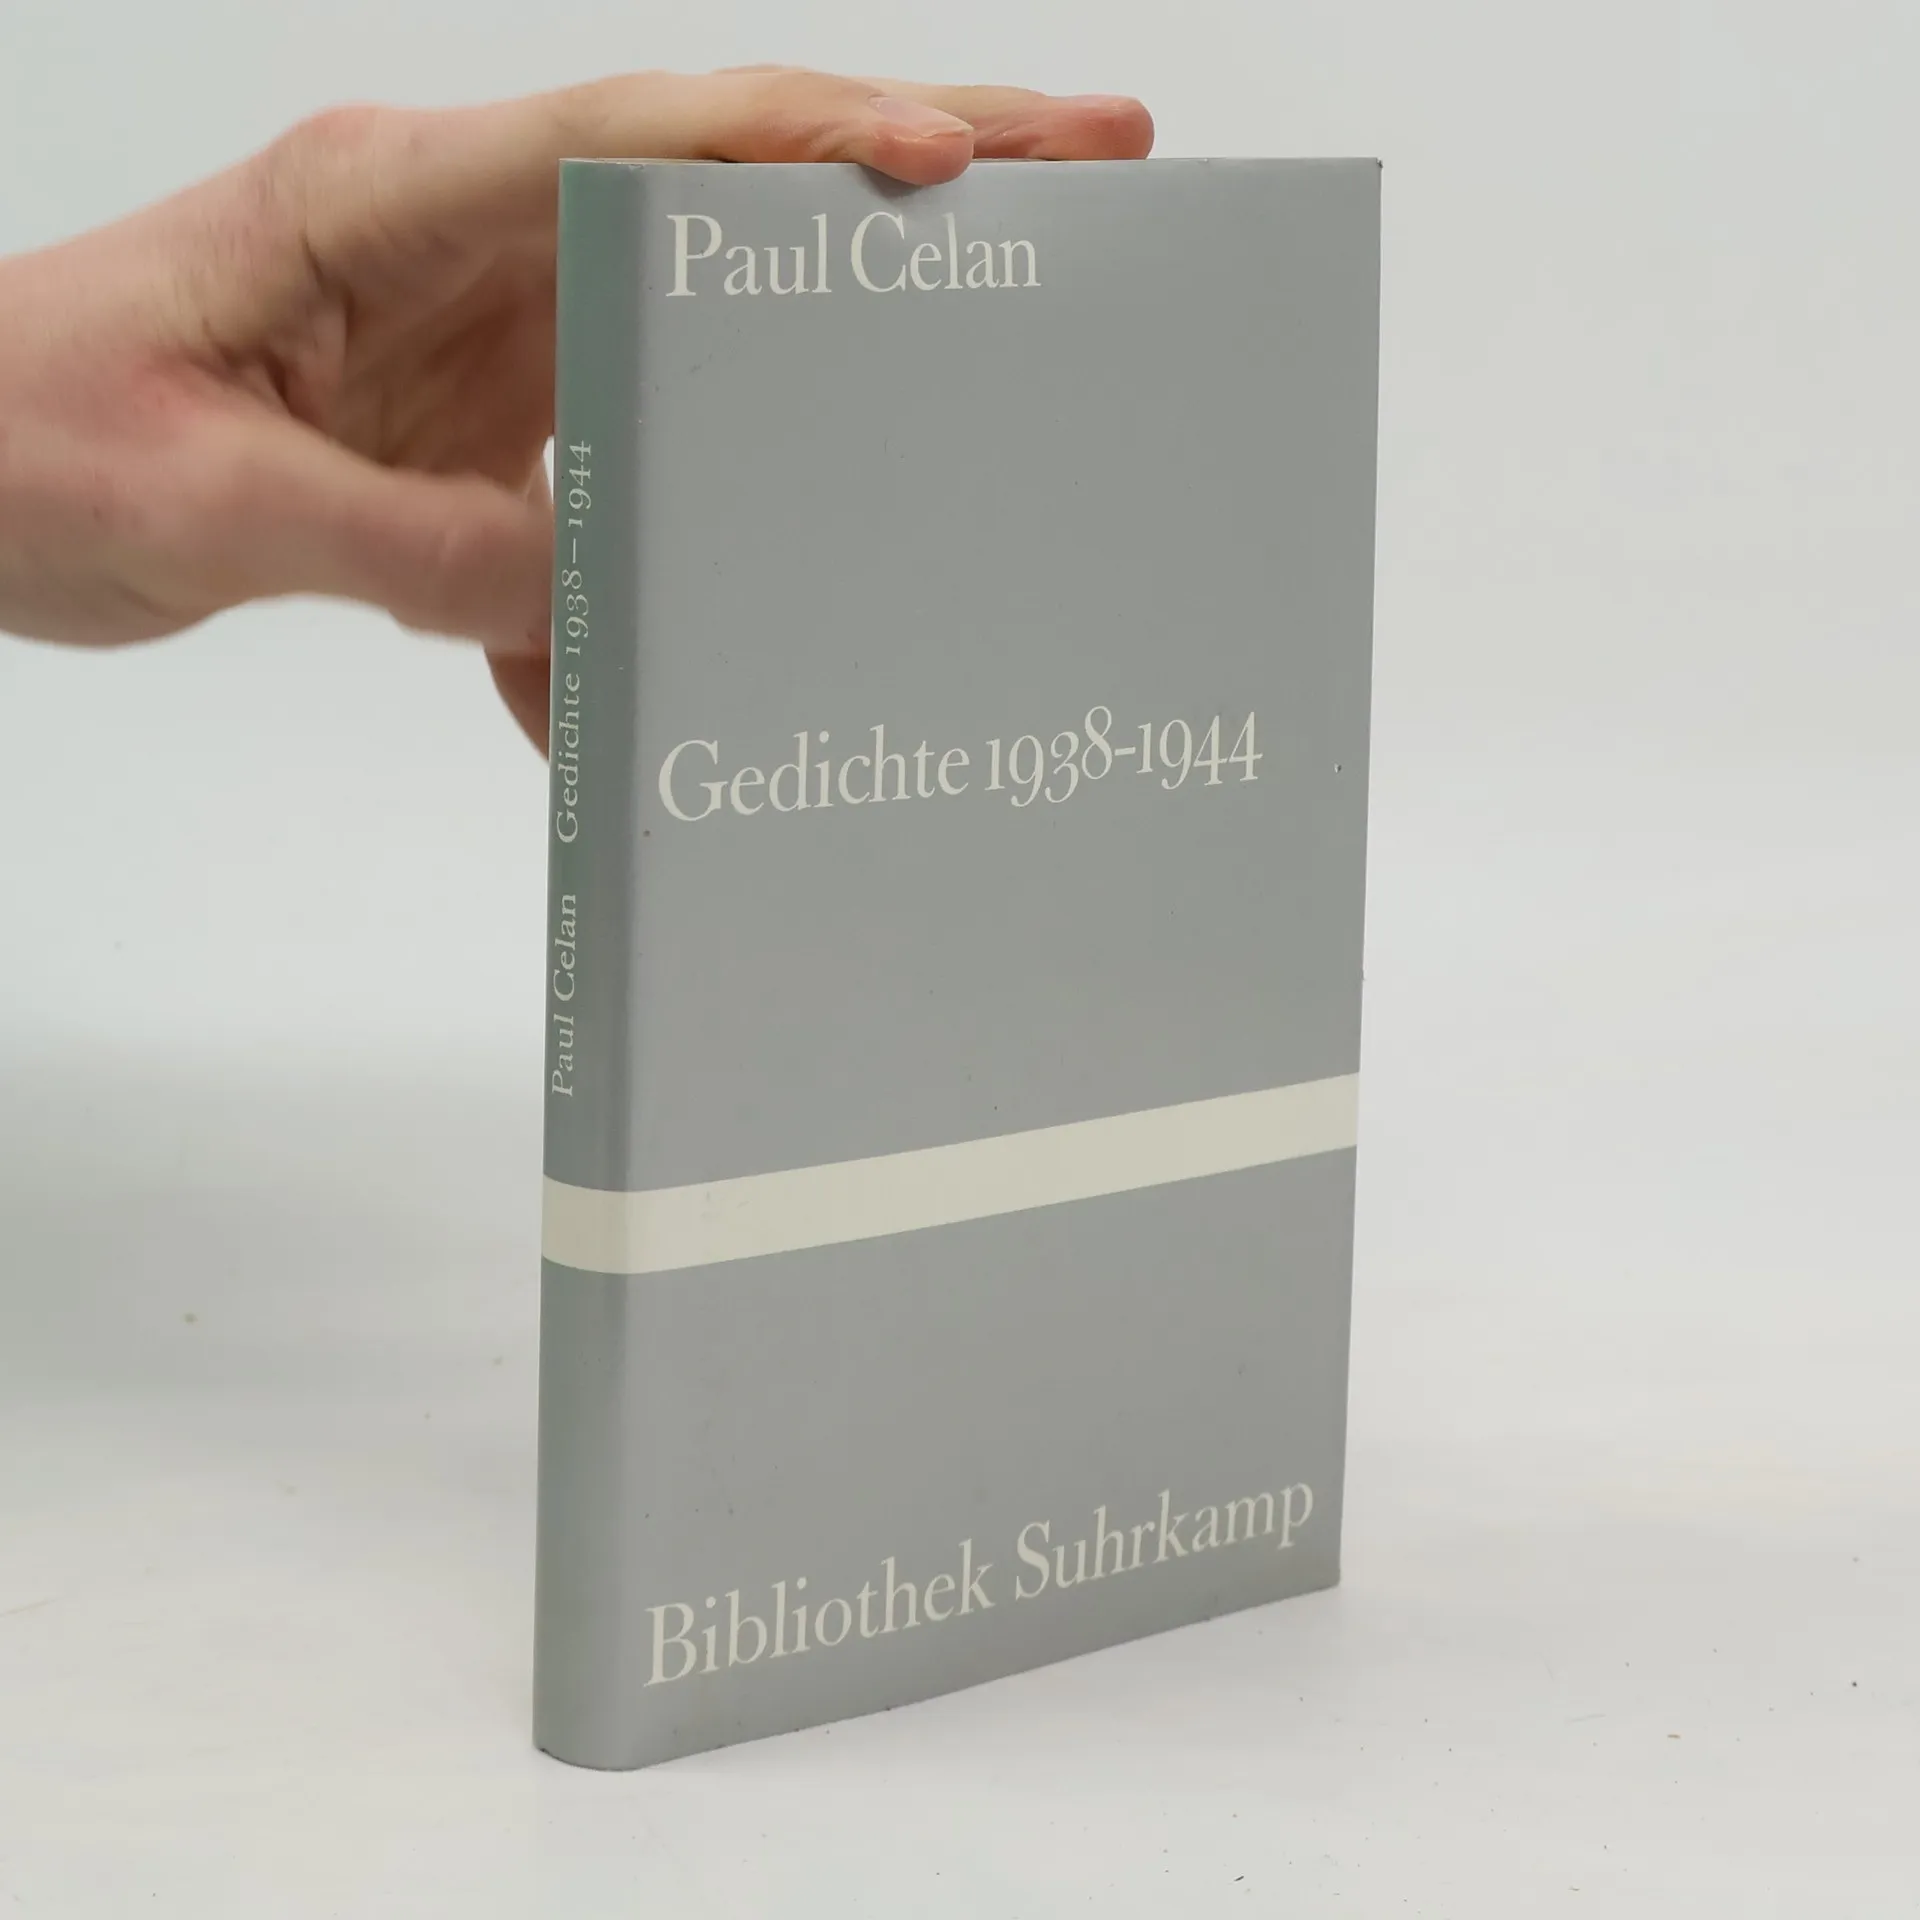 Paul Celan
Gedichte 1938-1944
Bibliothek Suhrkamp
Paul Celan Gedichte 1938–1944